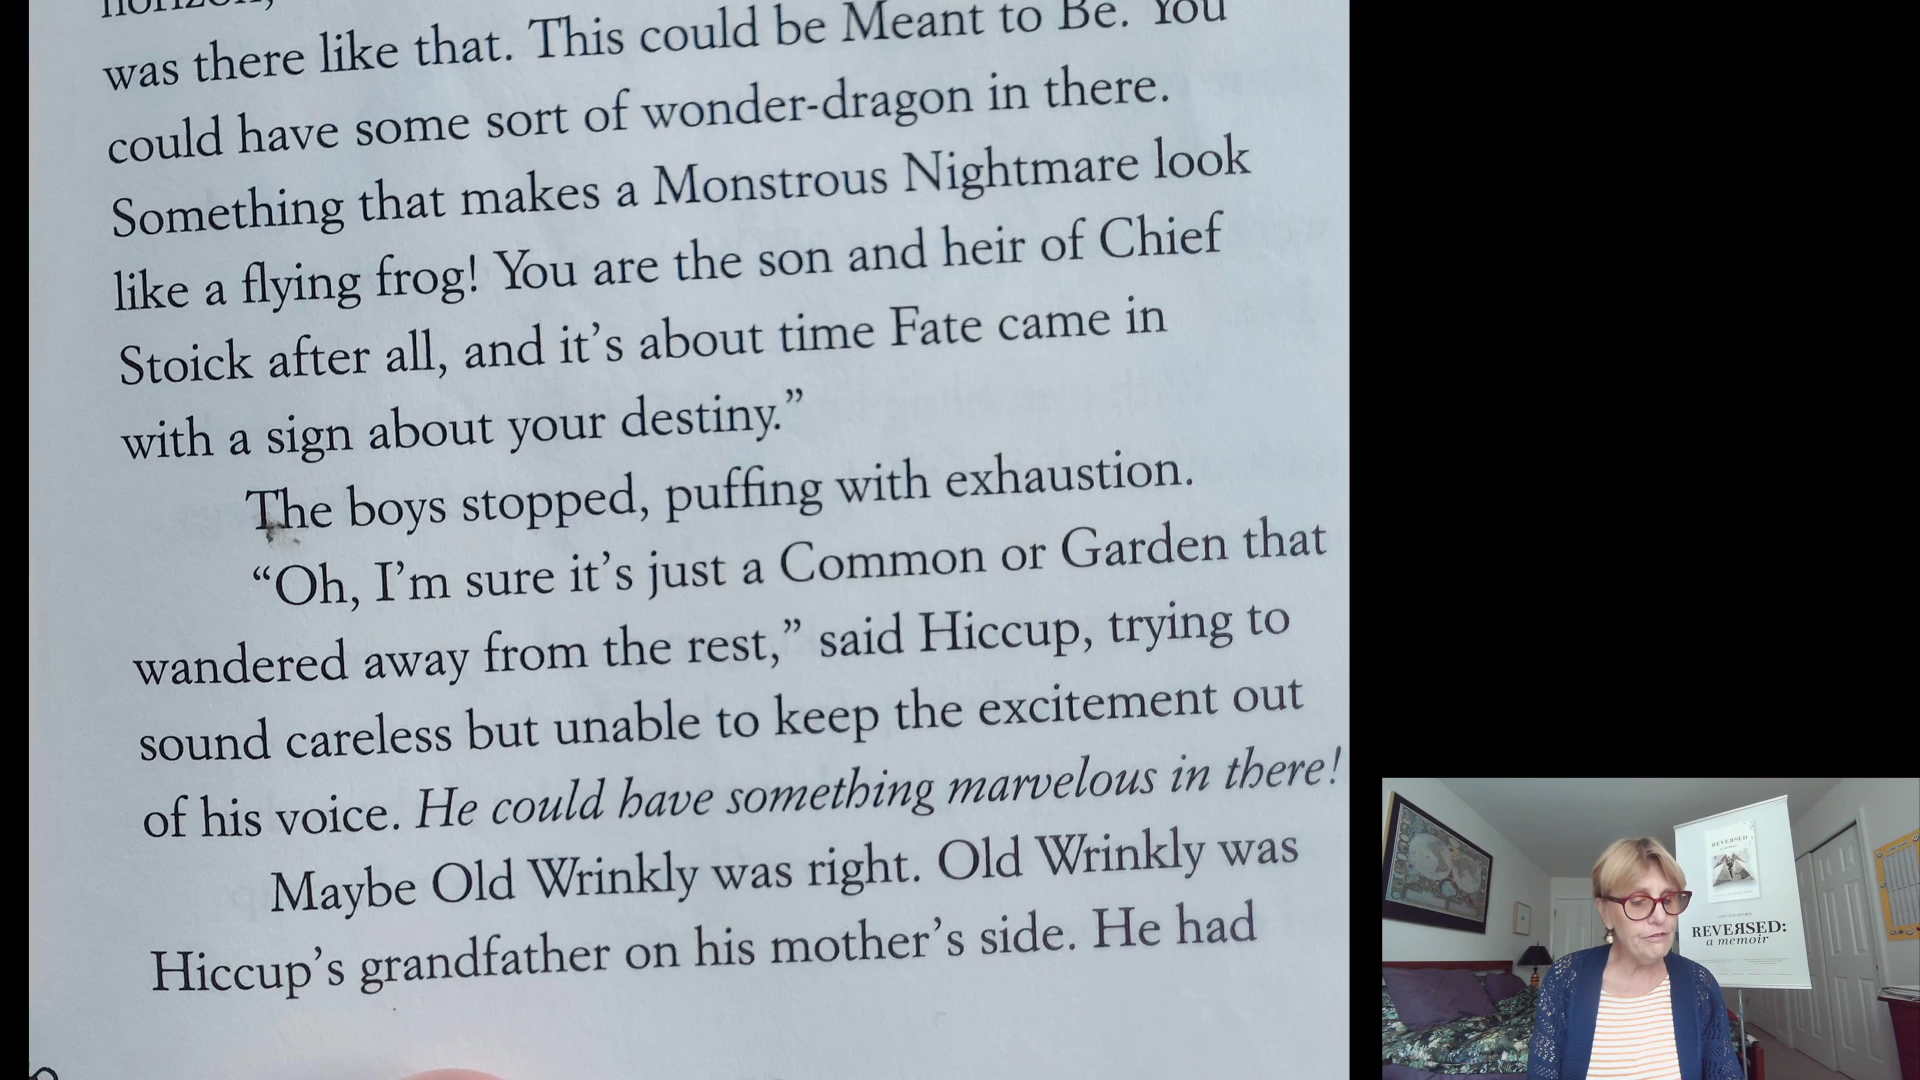 horizon,
was there like that. This could be Meant to Be. You
could have some sort of wonder-dragon in there.
Something that makes a Monstrous Nightmare look
like a flying frog! You are the son and heir of Chief
Stoick after all, and it’s about time Fate came in
with a sign about your destiny.”
The boys stopped, puffing with exhaustion.
“Oh, I’m sure it’s just a Common or Garden that
wandered away from the rest,” said Hiccup, trying to
sound careless but unable to keep the excitement out
of his voice. He could have something marvelous in there!
Maybe Old Wrinkly was right. Old Wrinkly was
Hiccup’s grandfather on his mother’s side. He had
REVEЯSED
REVEЯSED:
a memoir